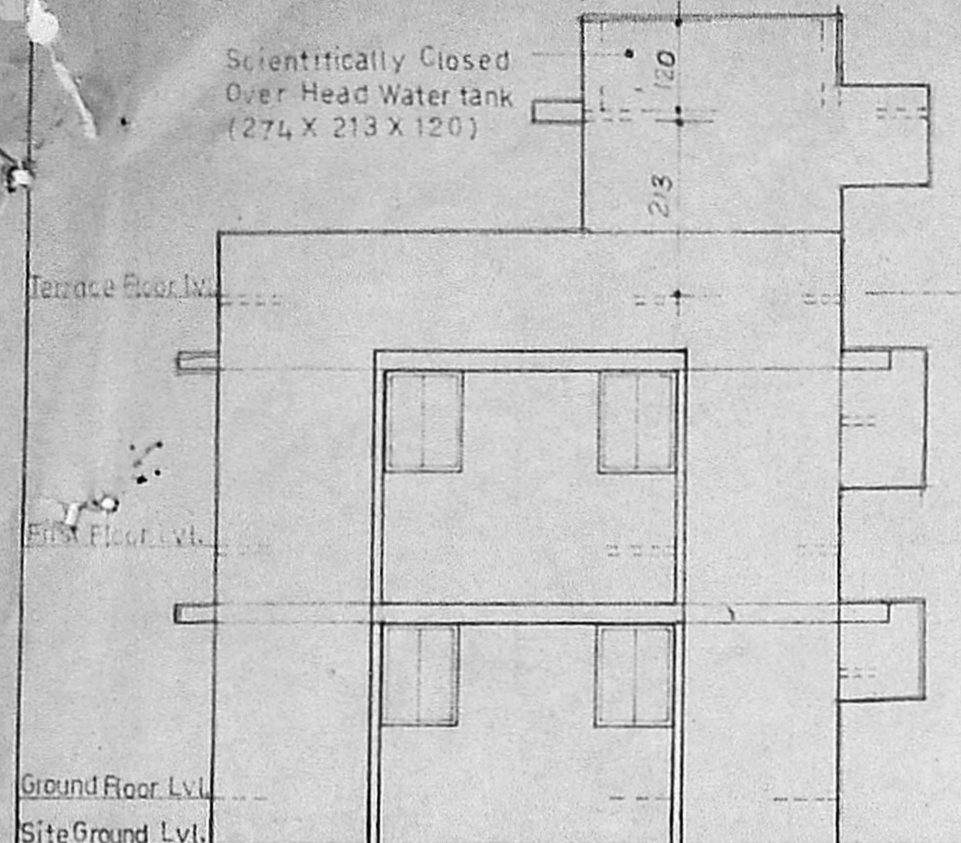 Scientifically Closed
Over Head Water tank
(274 X 213 X 120)
120
213
Terrace Floor lvl.
First Floor Lvl.
Ground Floor Lvl.
Site Ground Lvl.